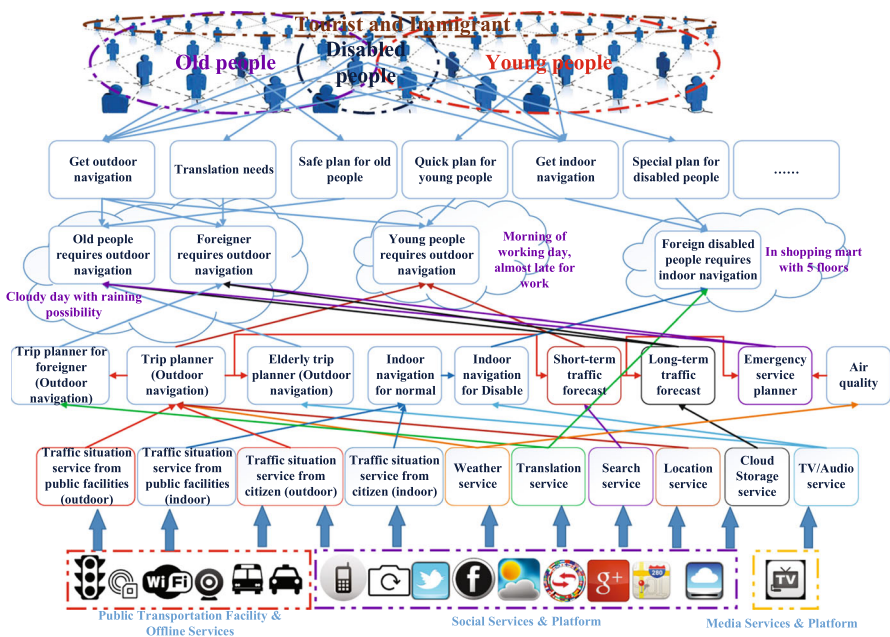 Tourist and Immigrant
Old people
Disabled
people
Young people
Get outdoor
navigation
Translation needs
Safe plan for old
people
Quick plan for
young people
Get indoor
navigation
Special plan for
disabled people
......
Old people
requires outdoor
navigation
Foreigner
requires outdoor
navigation
Young people
requires outdoor
navigation
Morning of
working day,
almost late for
work
Foreign disabled
people requires
indoor navigation
In shopping mart
with 5 floors
Cloudy day with raining
possibility
Trip planner for
foreigner
(Outdoor
navigation)
Trip planner
(Outdoor
navigation)
Elderly trip
planner (Outdoor
navigation)
Indoor
navigation
for normal
Indoor
navigation
for Disable
Short-term
traffic
forecast
Long-term
traffic
forecast
Emergency
service
planner
Air
quality
Traffic situation
service from
public facilities
(outdoor)
Traffic situation
service from
public facilities
(indoor)
Traffic situation
service from
citizen (outdoor)
Traffic situation
service from
citizen (indoor)
Weather
service
Translation
service
Search
service
Location
service
Cloud
Storage
service
TV/Audio
service
WiFi
f
g+
280
TV
Public Transportation Facility &
Offline Services
Social Services & Platform
Media Services & Platform